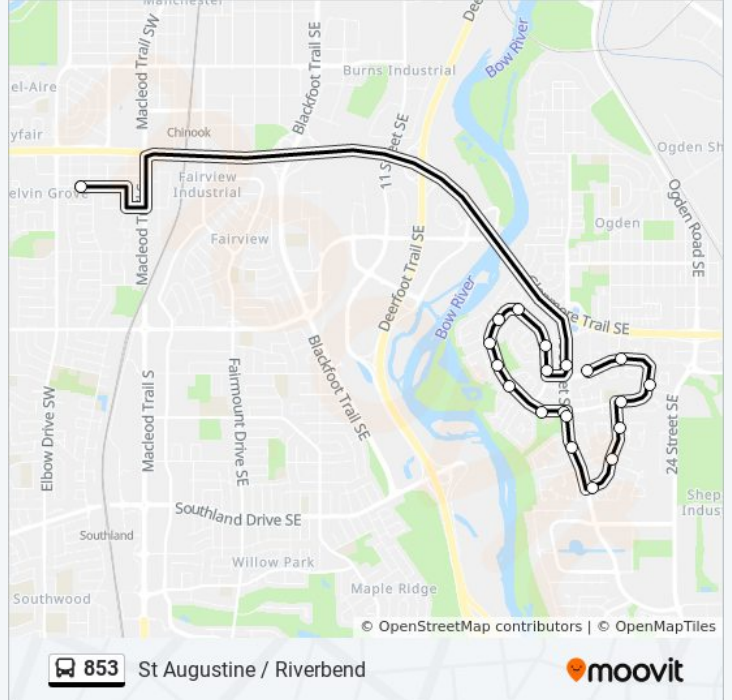 Manchester
Dee
Bow River
Macleod Trail SW
Blackfoot Trail SE
el-Aire
Burns Industrial
yfair
Chinook
11 Street SE
Ogden Sh
Fairview
Industrial
elvin Grove
Ogden Road SE
Macleod T
Fairview
Ogden
Deerfoot Trail SE
Bow River
Glenmore Trail SE
Blackfoot Trail SE
Fairmount Drive SE
Macleod Trail S
Elbow Drive SW
et S
24 Street SE
Shep
Indus
Southland Drive SE
Southland
Willow Park
Maple Ridge
Southwood
© OpenStreetMap contributors | © OpenMapTiles
853 St Augustine / Riverbend
moovit